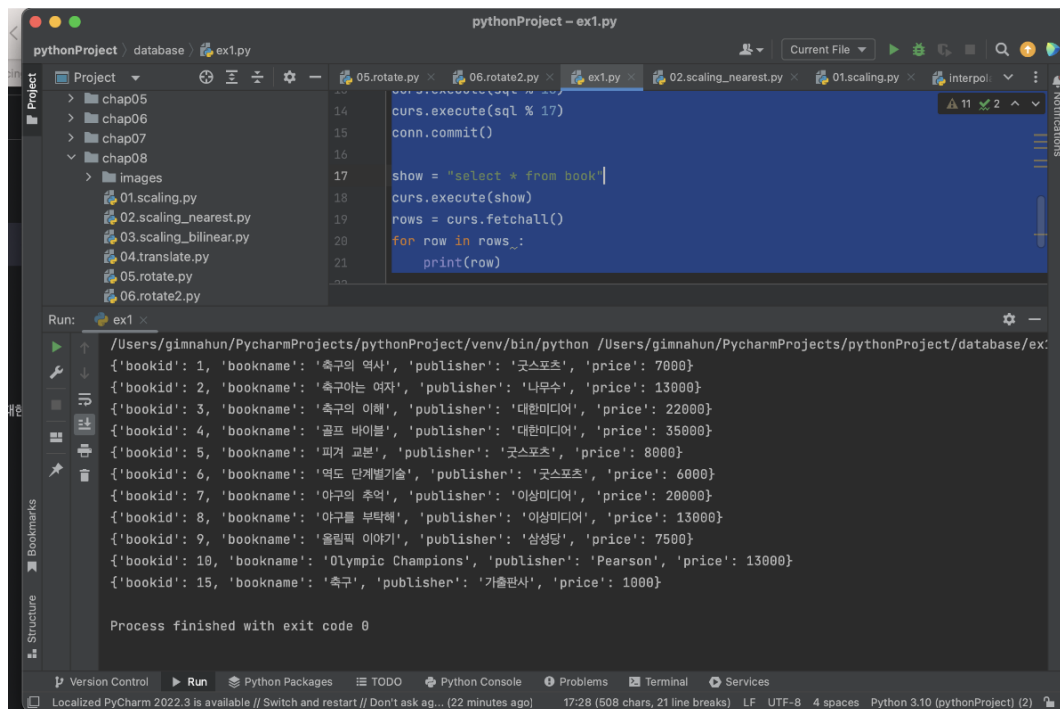 pythonProject – ex1.py
pythonProject database ex1.py
Current File
Project
05.rotate.py
06.rotate2.py
ex1.py
02.scaling_nearest.py
01.scaling.py
Project
Notifications
chap05
chap06
chap07
chap08
images
01.scaling.py
02.scaling_nearest.py
03.scaling_bilinear.py
04.translate.py
05.rotate.py
06.rotate2.py
11 2
14 curs.execute(sql % 17)
15 conn.commit()
16
17 show = "select * from book"
18 curs.execute(show)
19 rows = curs.fetchall()
20 for row in rows :
21 print(row)
Run: ex1
/Users/gimnahun/PycharmProjects/pythonProject/venv/bin/python /Users/gimnahun/PycharmProjects/pythonProject/database/ex1
{'bookid': 1, 'bookname': '축구의 역사', 'publisher': '굿스포츠', 'price': 7000}
{'bookid': 2, 'bookname': '축구아는 여자', 'publisher': '나무수', 'price': 13000}
{'bookid': 3, 'bookname': '축구의 이해', 'publisher': '대한미디어', 'price': 22000}
{'bookid': 4, 'bookname': '골프 바이블', 'publisher': '대한미디어', 'price': 35000}
{'bookid': 5, 'bookname': '피겨 교본', 'publisher': '굿스포츠', 'price': 8000}
{'bookid': 6, 'bookname': '역도 단계별기술', 'publisher': '굿스포츠', 'price': 6000}
{'bookid': 7, 'bookname': '야구의 추억', 'publisher': '이상미디어', 'price': 20000}
{'bookid': 8, 'bookname': '야구를 부탁해', 'publisher': '이상미디어', 'price': 13000}
{'bookid': 9, 'bookname': '올림픽 이야기', 'publisher': '삼성당', 'price': 7500}
{'bookid': 10, 'bookname': 'Olympic Champions', 'publisher': 'Pearson', 'price': 13000}
{'bookid': 15, 'bookname': '축구', 'publisher': '가출판사', 'price': 1000}
Process finished with exit code 0
Bookmarks
Structure
Version Control
Run
Python Packages
TODO
Python Console
Problems
Terminal
Services
Localized PyCharm 2022.3 is available // Switch and restart // Don't ask ag... (22 minutes ago)
17:28 (508 chars, 21 line breaks) LF UTF-8 4 spaces Python 3.10 (pythonProject) (2)